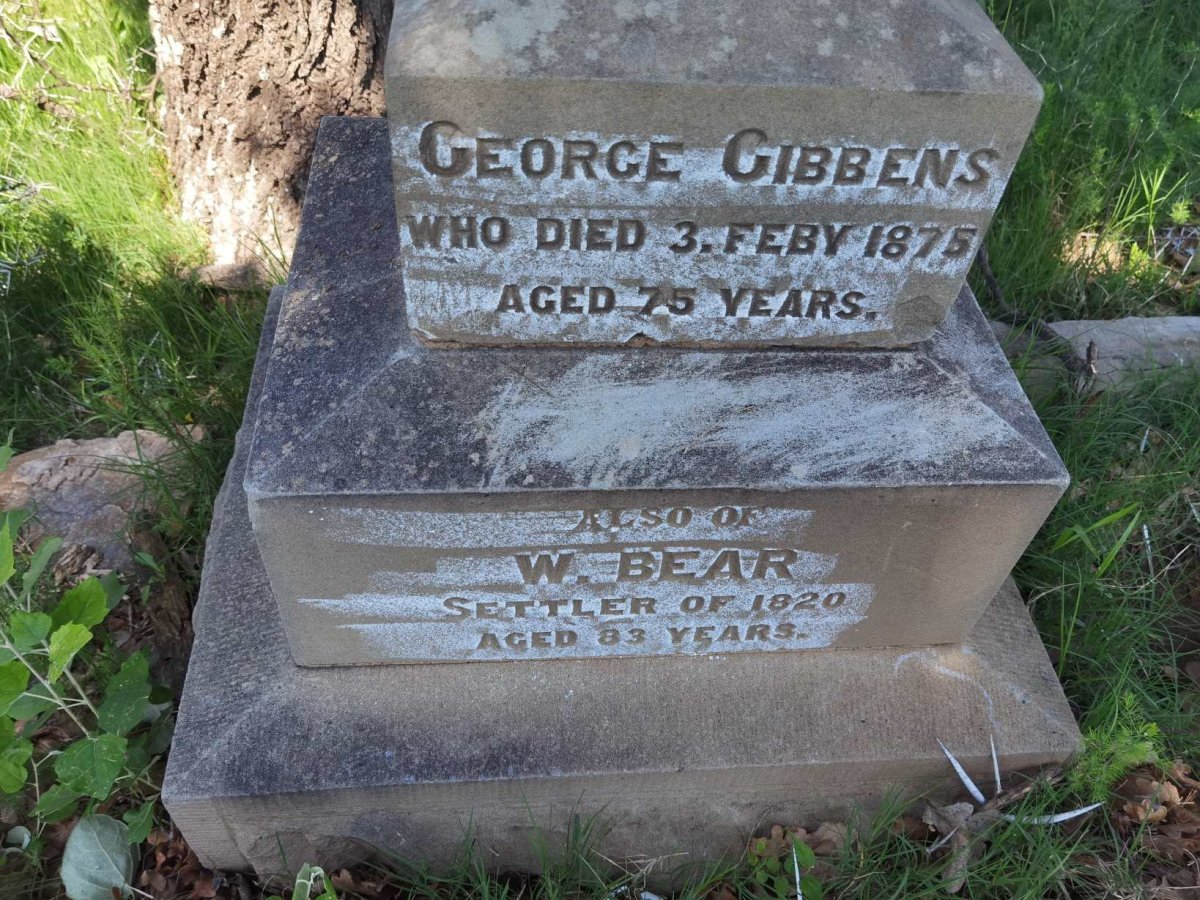 GEORGE GIBBENS
WHO DIED 3. FEBY 1875
AGED 75 YEARS.
ALSO OF
W. BEAR
SETTLER OF 1820
AGED 83 YEARS.